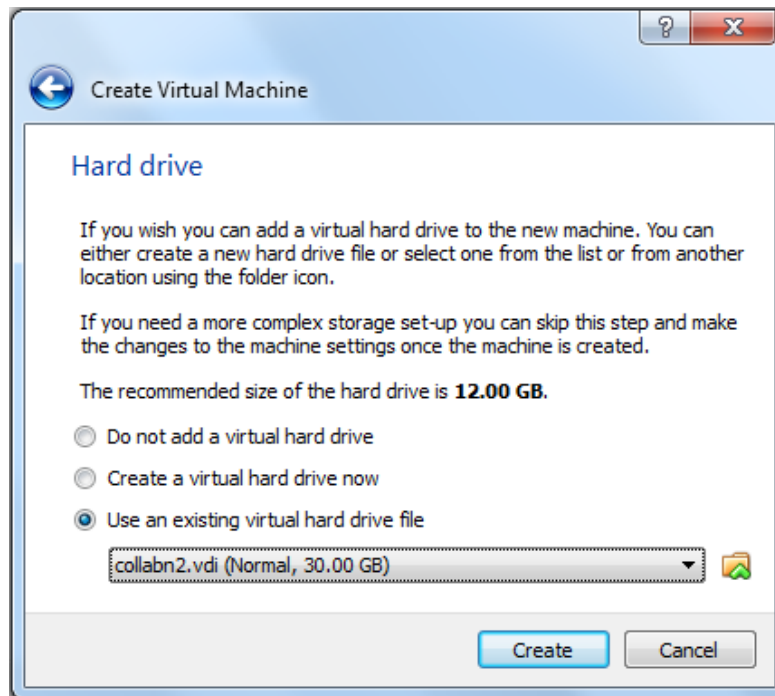 Create Virtual Machine
Hard drive
If you wish you can add a virtual hard drive to the new machine. You can
either create a new hard drive file or select one from the list or from another
location using the folder icon.
If you need a more complex storage set-up you can skip this step and make
the changes to the machine settings once the machine is created.
The recommended size of the hard drive is 12.00 GB.
Do not add a virtual hard drive
Create a virtual hard drive now
Use an existing virtual hard drive file
collabn2.vdi (Normal, 30.00 GB)
Create Cancel